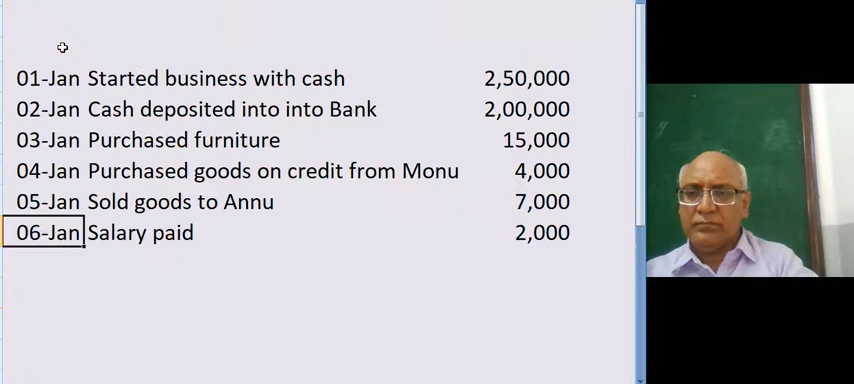 01-Jan Started business with cash 2,50,000
02-Jan Cash deposited into into Bank 2,00,000
03-Jan Purchased furniture 15,000
04-Jan Purchased goods on credit from Monu 4,000
05-Jan Sold goods to Annu 7,000
06-Jan Salary paid 2,000